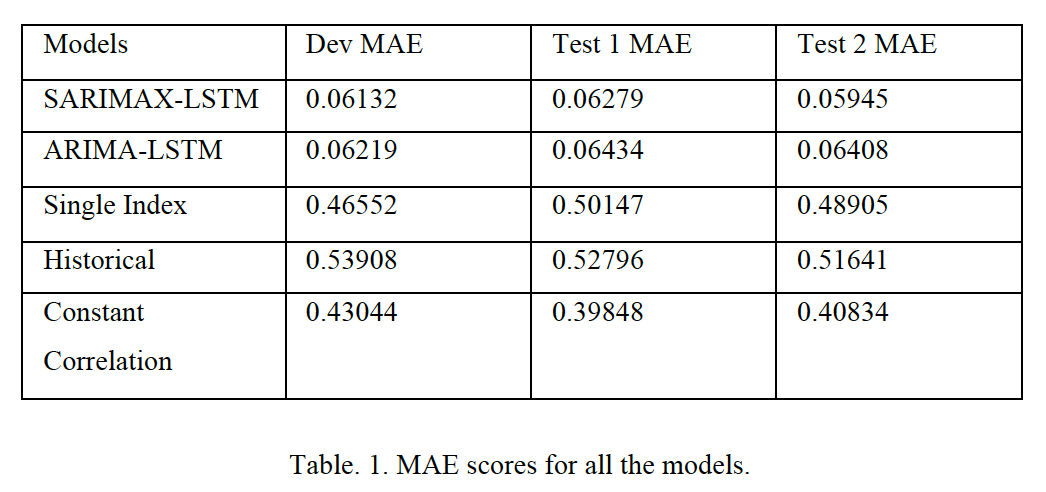 Models Dev MAE Test 1 MAE Test 2 MAE
SARIMAX-LSTM 0.06132 0.06279 0.05945
ARIMA-LSTM 0.06219 0.06434 0.06408
Single Index 0.46552 0.50147 0.48905
Historical 0.53908 0.52796 0.51641
Constant 0.43044 0.39848 0.40834
Correlation
Table. 1. MAE scores for all the models.